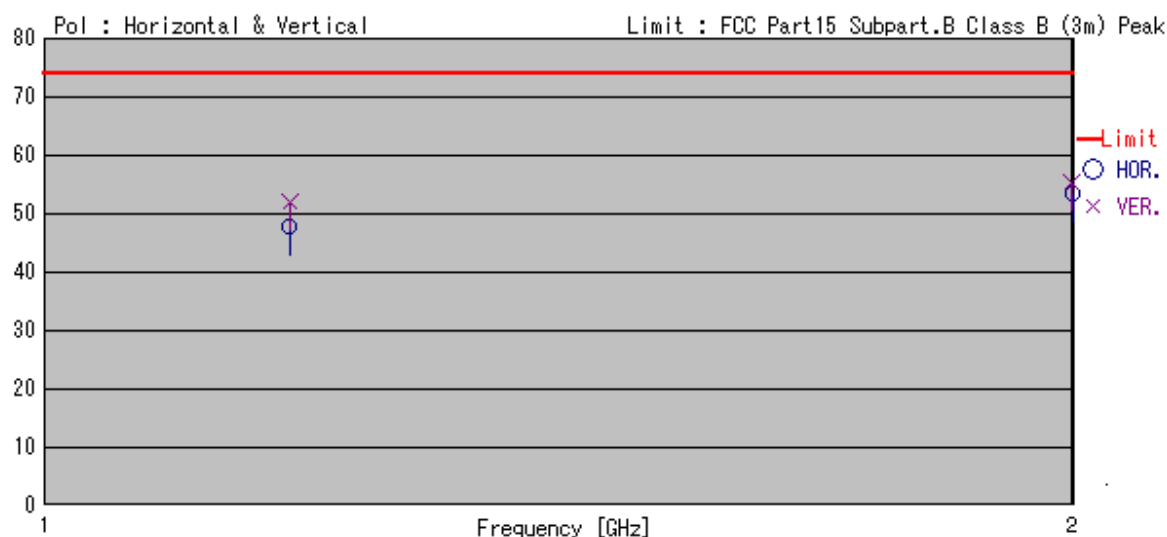 Pol : Horizontal & Vertical
Limit : FCC Part15 Subpart.B Class B (3m) Peak
80
70
60
50
40
30
20
10
0
Limit
HOR.
VER.
1
Frequency [GHz]
2